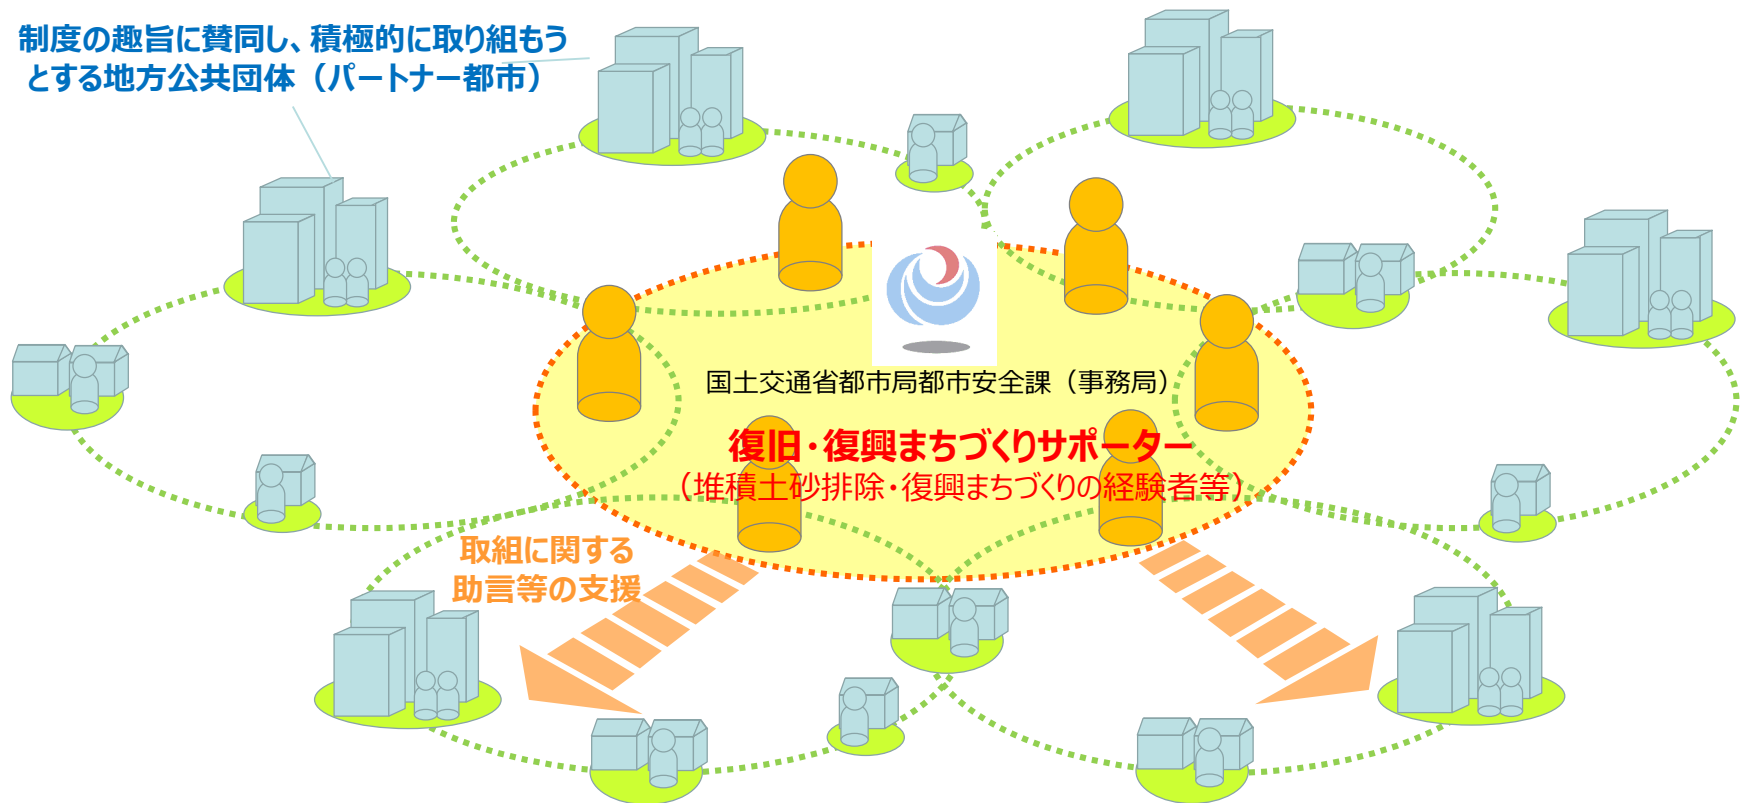 制度の趣旨に賛同し、積極的に取り組もう
とする地方公共団体（パートナー都市）
国土交通省都市局都市安全課（事務局）
復旧・復興まちづくりサポーター
（堆積土砂排除・復興まちづくりの経験者等）
取組に関する
助言等の支援